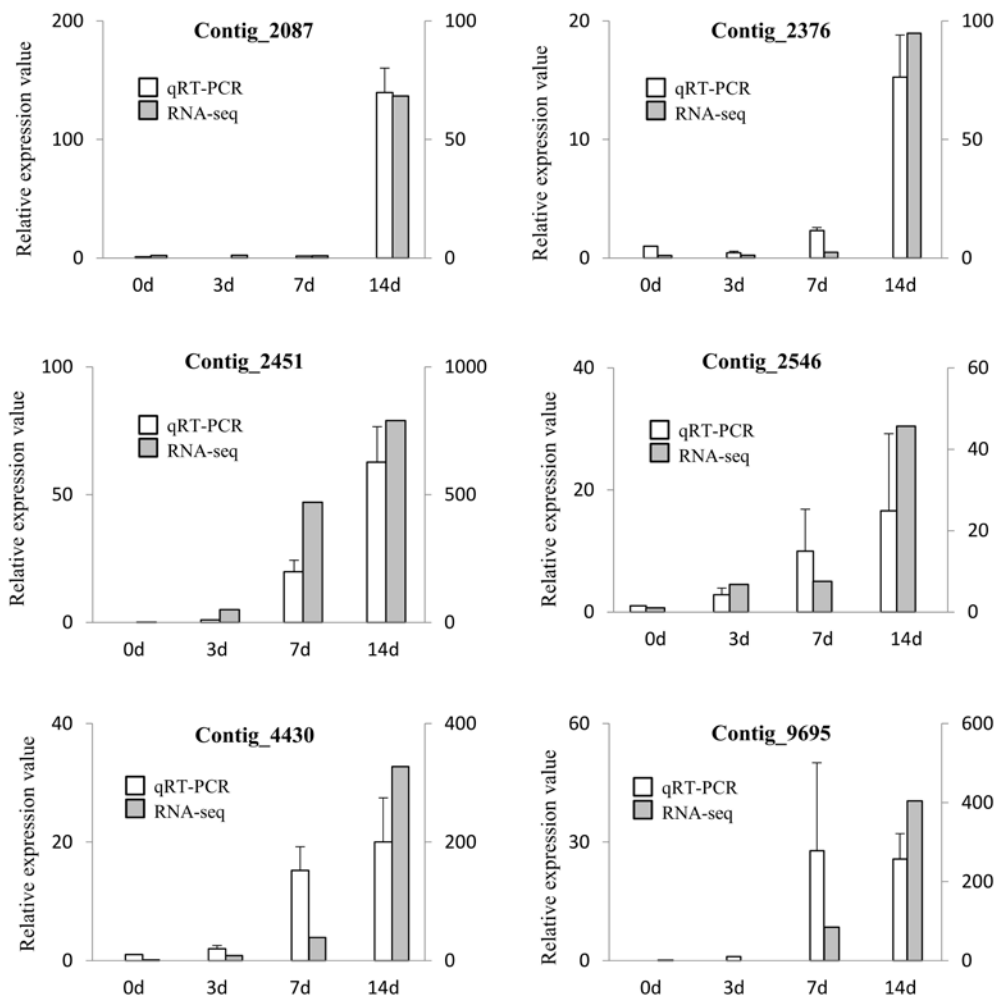 Contig_2087
Relative expression value
200
100
0
100
50
0
qRT-PCR
RNA-seq
0d 3d 7d 14d
Contig_2376
Relative expression value
20
10
0
100
50
0
qRT-PCR
RNA-seq
0d 3d 7d 14d
Contig_2451
Relative expression value
100
50
0
1000
500
0
qRT-PCR
RNA-seq
0d 3d 7d 14d
Contig_2546
Relative expression value
40
20
0
60
40
20
0
qRT-PCR
RNA-seq
0d 3d 7d 14d
Contig_4430
Relative expression value
40
20
0
400
200
0
qRT-PCR
RNA-seq
0d 3d 7d 14d
Contig_9695
Relative expression value
60
30
0
600
400
200
0
qRT-PCR
RNA-seq
0d 3d 7d 14d